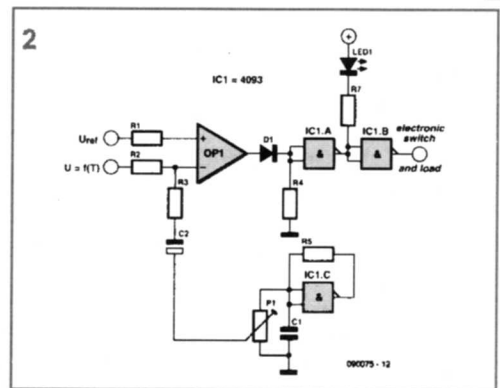 2
IC1 = 4093
+
LED1
R7
R1
Uref
+
OP1
D1
IC1.A
&
IC1.B
&
electronic
switch
and load
R2
U = f(T)
−
R3
R4
C2
R5
IC1.C
&
P1
C1
090075 - 12